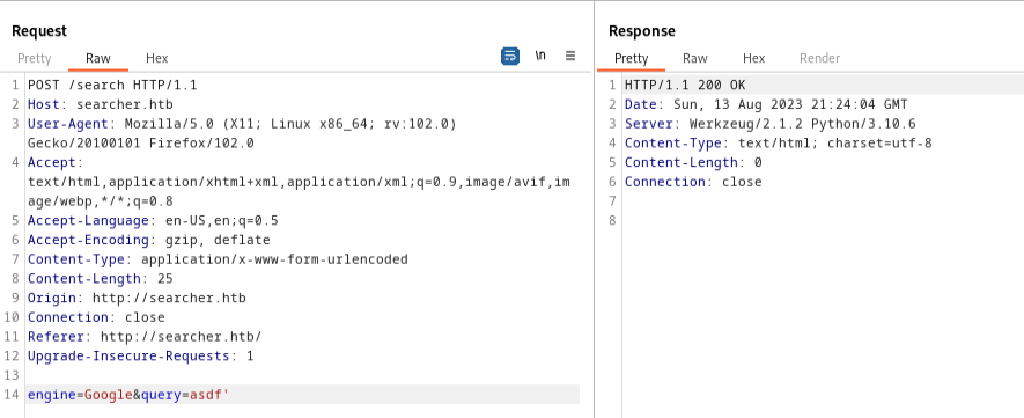 Request
Pretty Raw Hex
\n
1 POST /search HTTP/1.1
2 Host: searcher.htb
3 User-Agent: Mozilla/5.0 (X11; Linux x86_64; rv:102.0)
Gecko/20100101 Firefox/102.0
4 Accept:
text/html,application/xhtml+xml,application/xml;q=0.9,image/avif,im
age/webp,*/*;q=0.8
5 Accept-Language: en-US,en;q=0.5
6 Accept-Encoding: gzip, deflate
7 Content-Type: application/x-www-form-urlencoded
8 Content-Length: 25
9 Origin: http://searcher.htb
10 Connection: close
11 Referer: http://searcher.htb/
12 Upgrade-Insecure-Requests: 1
13
14 engine=Google&query=asdf'
Response
Pretty Raw Hex Render
1 HTTP/1.1 200 OK
2 Date: Sun, 13 Aug 2023 21:24:04 GMT
3 Server: Werkzeug/2.1.2 Python/3.10.6
4 Content-Type: text/html; charset=utf-8
5 Content-Length: 0
6 Connection: close
7
8